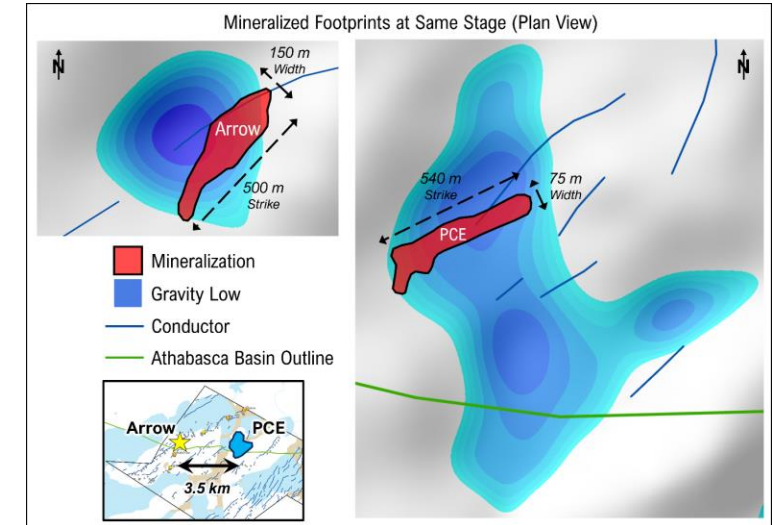 Mineralized Footprints at Same Stage (Plan View)
N
150 m
Width
Arrow
500 m
Strike
N
540 m
Strike
75 m
Width
PCE
Mineralization
Gravity Low
Conductor
Athabasca Basin Outline
Arrow
PCE
3.5 km